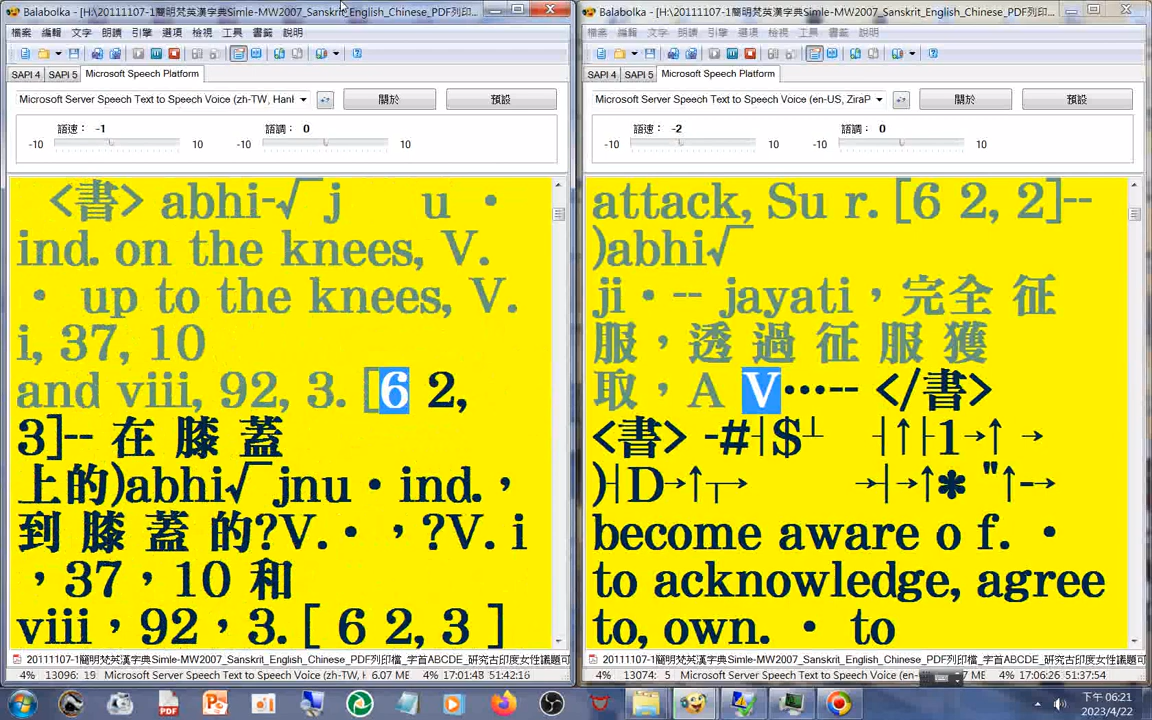 Balabolka - [H:\20111107-1簡明梵英漢字典Simle-MW2007_Sanskrit_English_Chinese_PDF列印...
檔案 編輯 文字 朗讀 引擎 選項 檢視 工具 書籤 說明
SAPI 4 SAPI 5 Microsoft Speech Platform
Microsoft Server Speech Text to Speech Voice (zh-TW, Hanl
關於 預設
語速： -1 語調： 0
-10 10 -10 10
<書> abhi-√ j u •
ind. on the knees, V.
• up to the knees, V.
i, 37, 10
and viii, 92, 3. [6 2,
3]-- 在 膝 蓋
上的)abhi√ jnu • ind.，
到 膝 蓋 的?V. • ，?V. i
，37，10 和
viii，92，3. [ 6 2, 3 ]
20111107-1簡明梵英漢字典Simle-MW2007_Sanskrit_English_Chinese_PDF列印檔_字首ABCDE_研究古印度女性議題可
4% 13096: 19 Microsoft Server Speech Text to Speech Voice (zh-TW, H 6.07 ME 4% 17:01:48 51:42:16
Balabolka - [H:\20111107-1簡明梵英漢字典Simle-MW2007_Sanskrit_English_Chinese_PDF列印...
檔案 編輯 文字 朗讀 引擎 選項 檢視 工具 書籤 說明
SAPI 4 SAPI 5 Microsoft Speech Platform
Microsoft Server Speech Text to Speech Voice (en-US, ZiraP
關於 預設
語速： -2 語調： 0
-10 10 -10 10
attack, Su r. [6 2, 2]--
)abhi√
ji • -- jayati，完全 征
服，透 過 征 服 獲
取，A V…-- </書>
<書> -#┤$┴ ┤↑├1→↑ →
)┤D→↑┬→ →┤→↑* "↑-→
become aware o f. •
to acknowledge, agree
to, own. • to
20111107-1簡明梵英漢字典Simle-MW2007_Sanskrit_English_Chinese_PDF列印檔_字首ABCDE_研究古印度女性議題可
4% 13074: 5 Microsoft Server Speech Text to Speech Voice (en-US, 4% 17:06:26 51:37:54
下午 06:21
2023/4/22